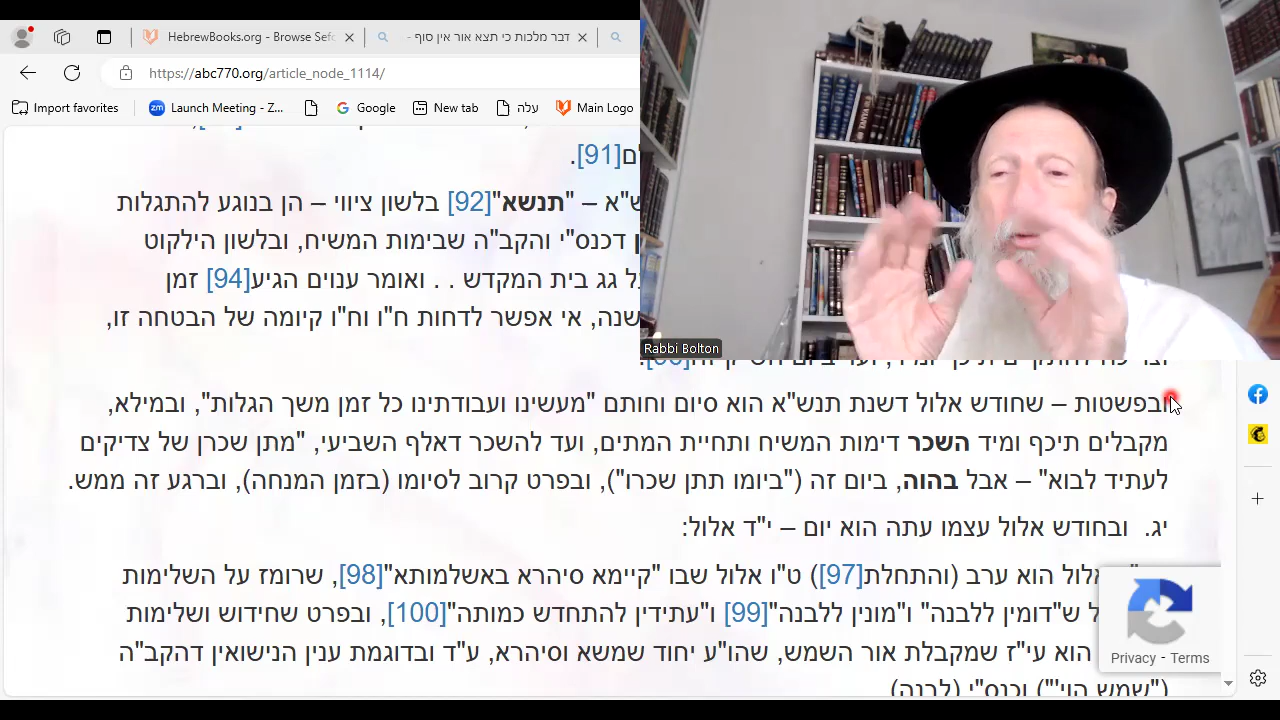 HebrewBooks.org - Browse Sefo
דבר מלכות כי תצא אור אין סוף -
https://abc770.org/article_node_1114/
Import favorites
zm Launch Meeting - Z...
Google
New tab
עלה
Main Logo
[91].
ש"א – "תנשא"[92] בלשון ציווי – הן בנוגע להתגלות
דכנס"י והקב"ה שבימות המשיח, ובלשון הילקוט
גג בית המקדש . . ואומר ענוים הגיע[94] זמן
שנה, אי אפשר לדחות ח"ו וח"ו קיומה של הבטחה זו,
Rabbi Bolton
ובפשטות – שחודש אלול דשנת תנש"א הוא סיום וחותם "מעשינו ועבודתינו כל זמן משך הגלות", ובמילא,
מקבלים תיכף ומיד השכר דימות המשיח ותחיית המתים, ועד להשכר דאלף השביעי, "מתן שכרן של צדיקים
לעתיד לבוא" – אבל בהוה, ביום זה ("ביומו תתן שכרו"), ובפרט קרוב לסיומו (בזמן המנחה), וברגע זה ממש.
יג. ובחודש אלול עצמו עתה הוא יום – י"ד אלול:
אלול הוא ערב (והתחלת[97]) ט"ו אלול שבו "קיימא סיהרא באשלמותא"[98], שרומז על השלימות
ש"דומין ללבנה" ו"מונין ללבנה"[99] ו"עתידין להתחדש כמותה"[100], ובפרט שחידוש ושלימות
הוא עי"ז שמקבלת אור השמש, שהו"ע יחוד שמשא וסיהרא, ע"ד ובדוגמת ענין הנישואין דהקב"ה
("שמש הוי'") וכנס"י (לבנה)
Privacy - Terms